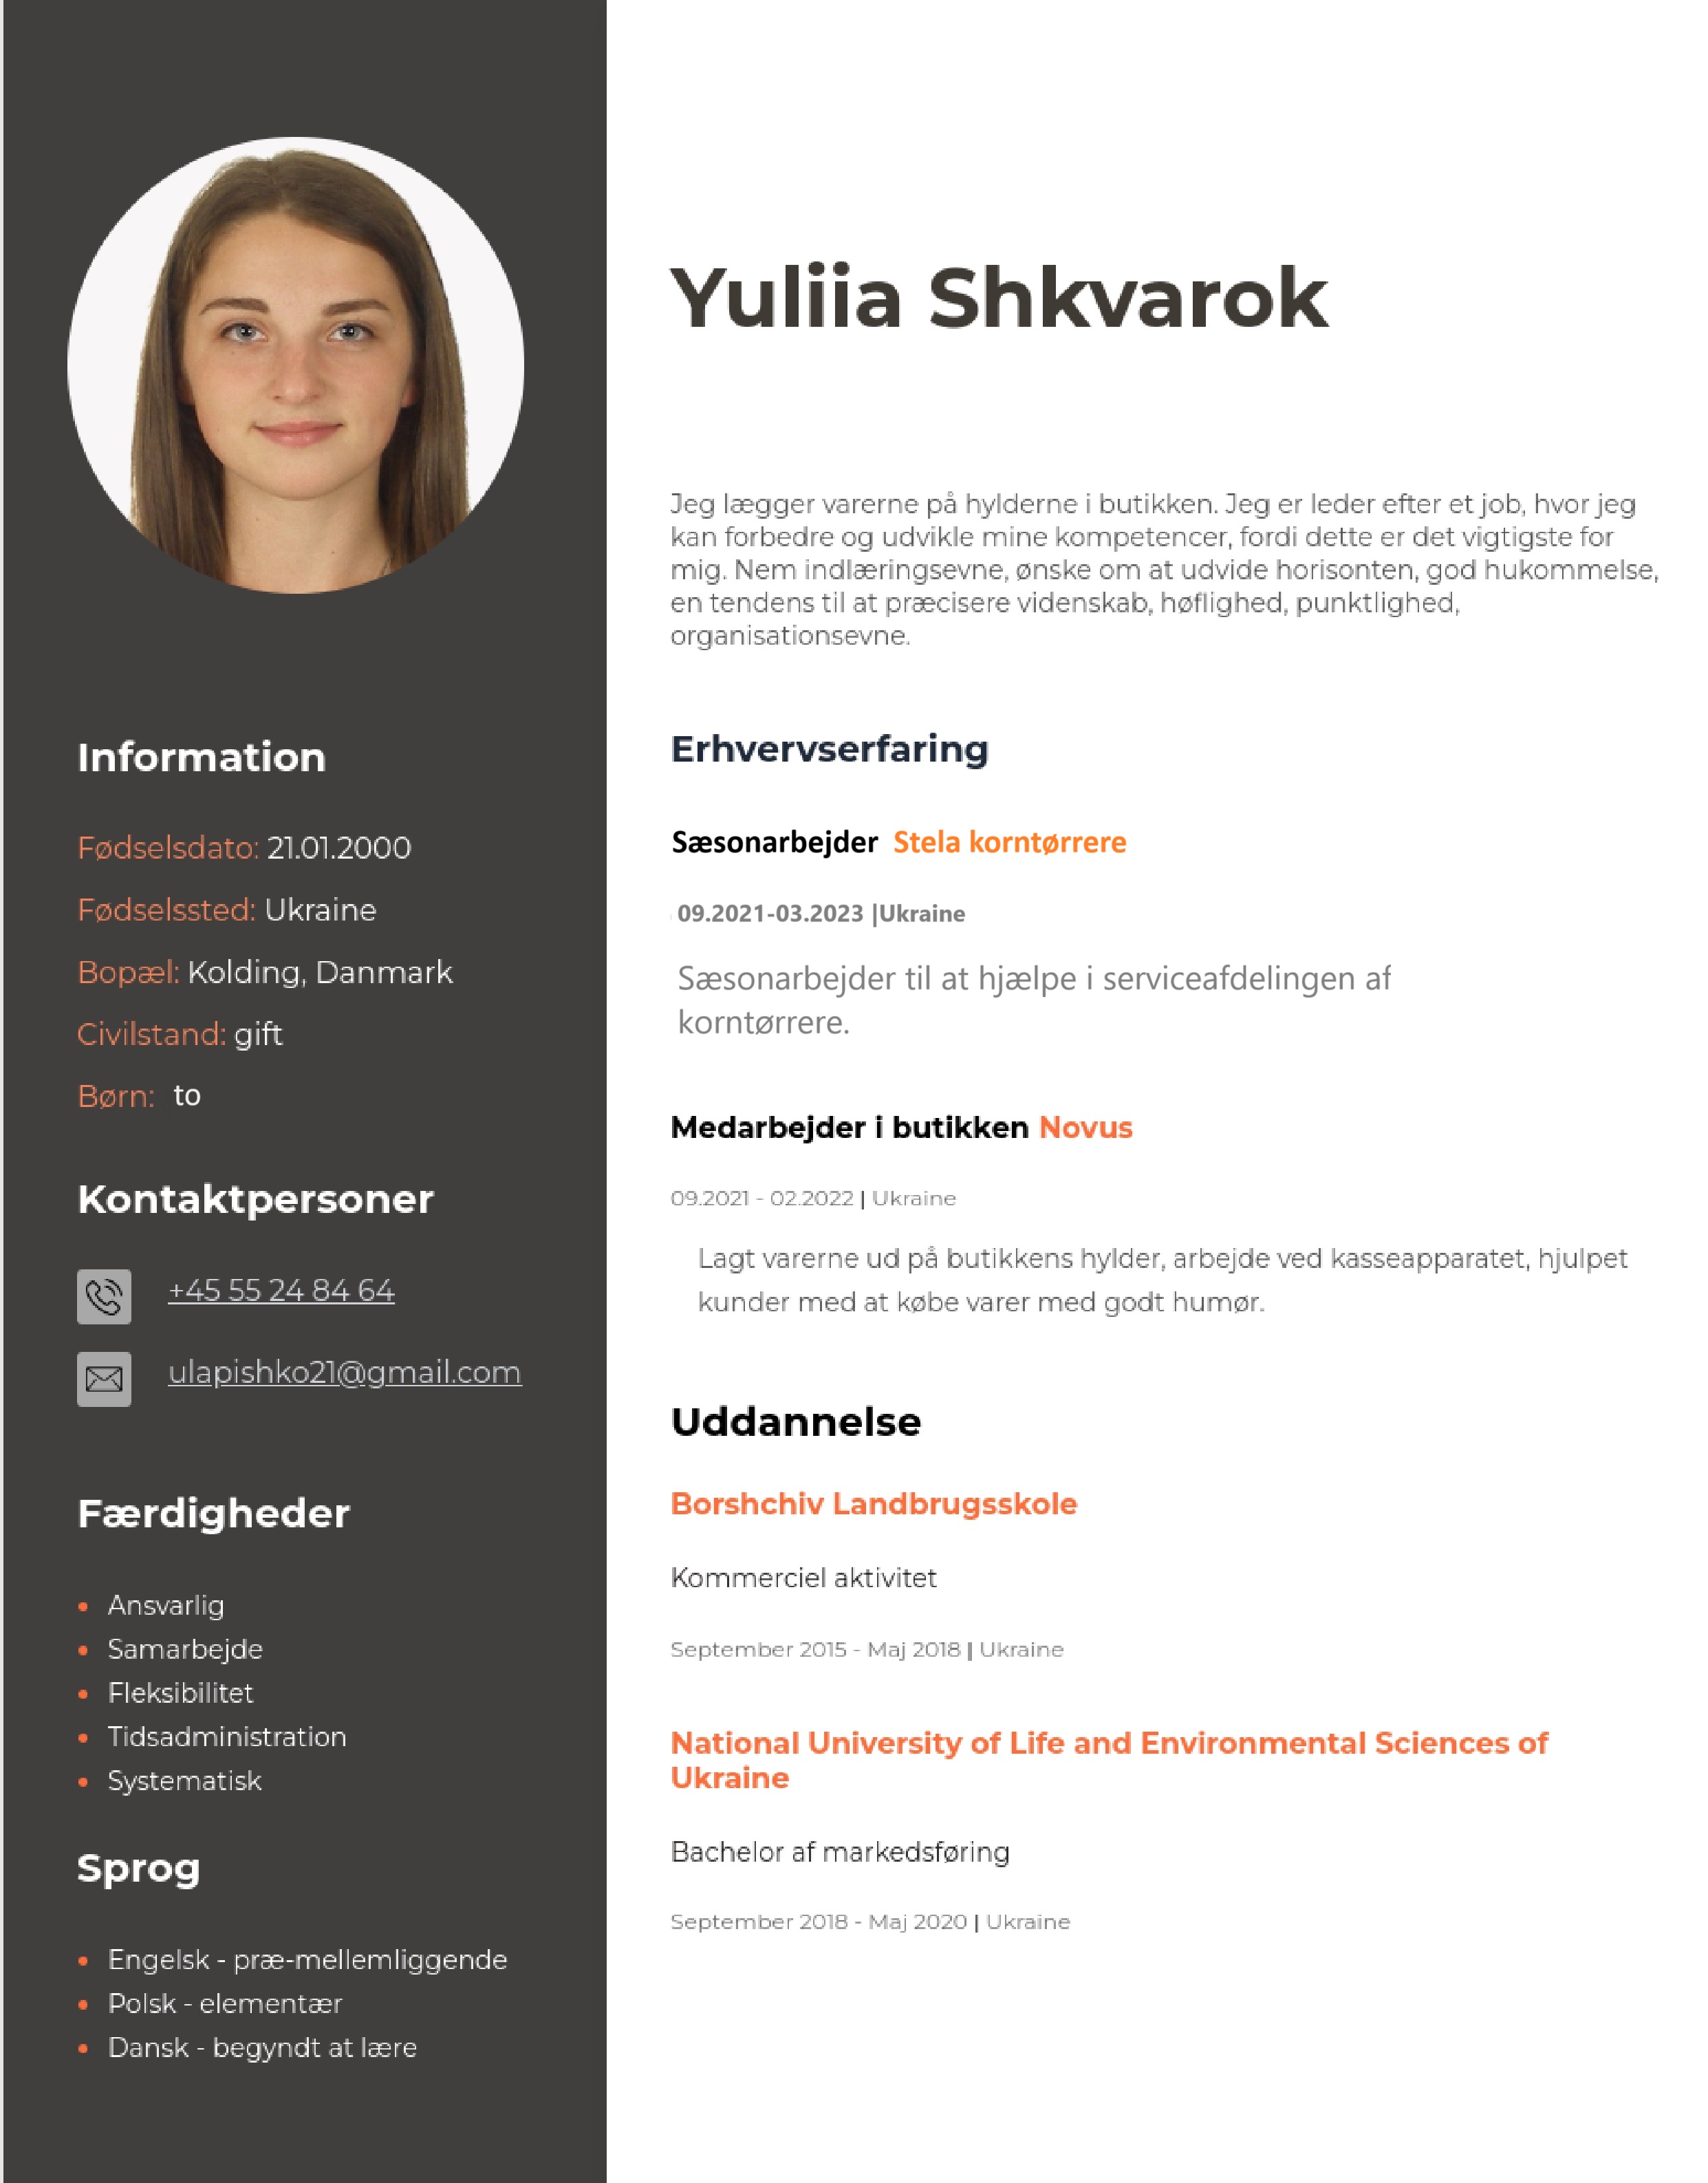 Yuliia Shkvarok
Jeg lægger varerne på hylderne i butikken. Jeg er leder efter et job, hvor jeg
kan forbedre og udvikle mine kompetencer, fordi dette er det vigtigste for
mig. Nem indlæringsevne, ønske om at udvide horisonten, god hukommelse,
en tendens til at præcisere videnskab, høflighed, punktlighed,
organisationsevne.
Information
Fødselsdato: 21.01.2000
Fødselssted: Ukraine
Bopæl: Kolding, Danmark
Civilstand: gift
Børn: to
Kontaktpersoner
+45 55 24 84 64
ulapishko21@gmail.com
Færdigheder
• Ansvarlig
• Samarbejde
• Fleksibilitet
• Tidsadministration
• Systematisk
Sprog
• Engelsk - præ-mellemliggende
• Polsk - elementær
• Dansk - begyndt at lære
Erhvervserfaring
Sæsonarbejder Stela korntørrere
09.2021-03.2023 |Ukraine
Sæsonarbejder til at hjælpe i serviceafdelingen af
korntørrere.
Medarbejder i butikken Novus
09.2021 - 02.2022 | Ukraine
Lagt varerne ud på butikkens hylder, arbejde ved kasseapparatet, hjulpet
kunder med at købe varer med godt humør.
Uddannelse
Borshchiv Landbrugsskole
Kommerciel aktivitet
September 2015 - Maj 2018 | Ukraine
National University of Life and Environmental Sciences of
Ukraine
Bachelor af markedsføring
September 2018 - Maj 2020 | Ukraine